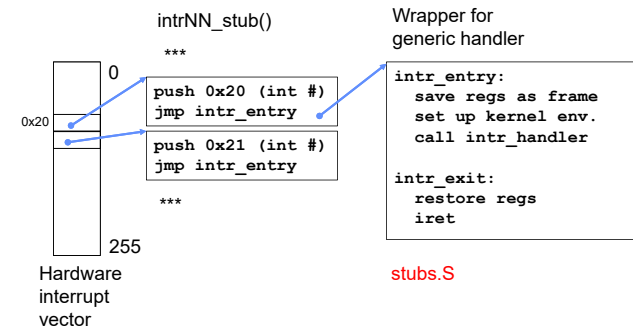 intrNN_stub()
Wrapper for
generic handler
***
0
0x20
push 0x20 (int #)
jmp intr_entry
push 0x21 (int #)
jmp intr_entry
***
255
Hardware
interrupt
vector
intr_entry:
save regs as frame
set up kernel env.
call intr_handler
intr_exit:
restore regs
iret
stubs.S